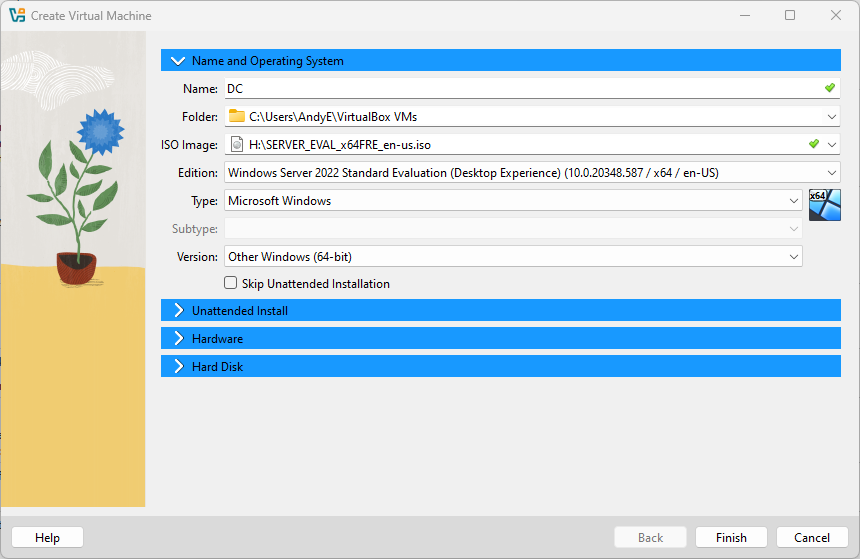 Create Virtual Machine
Name and Operating System
Name: DC
Folder: C:\Users\AndyE\VirtualBox VMs
ISO Image: H:\SERVER_EVAL_x64FRE_en-us.iso
Edition: Windows Server 2022 Standard Evaluation (Desktop Experience) (10.0.20348.587 / x64 / en-US)
Type: Microsoft Windows
x64
Subtype:
Version: Other Windows (64-bit)
Skip Unattended Installation
Unattended Install
Hardware
Hard Disk
Help Back Finish Cancel